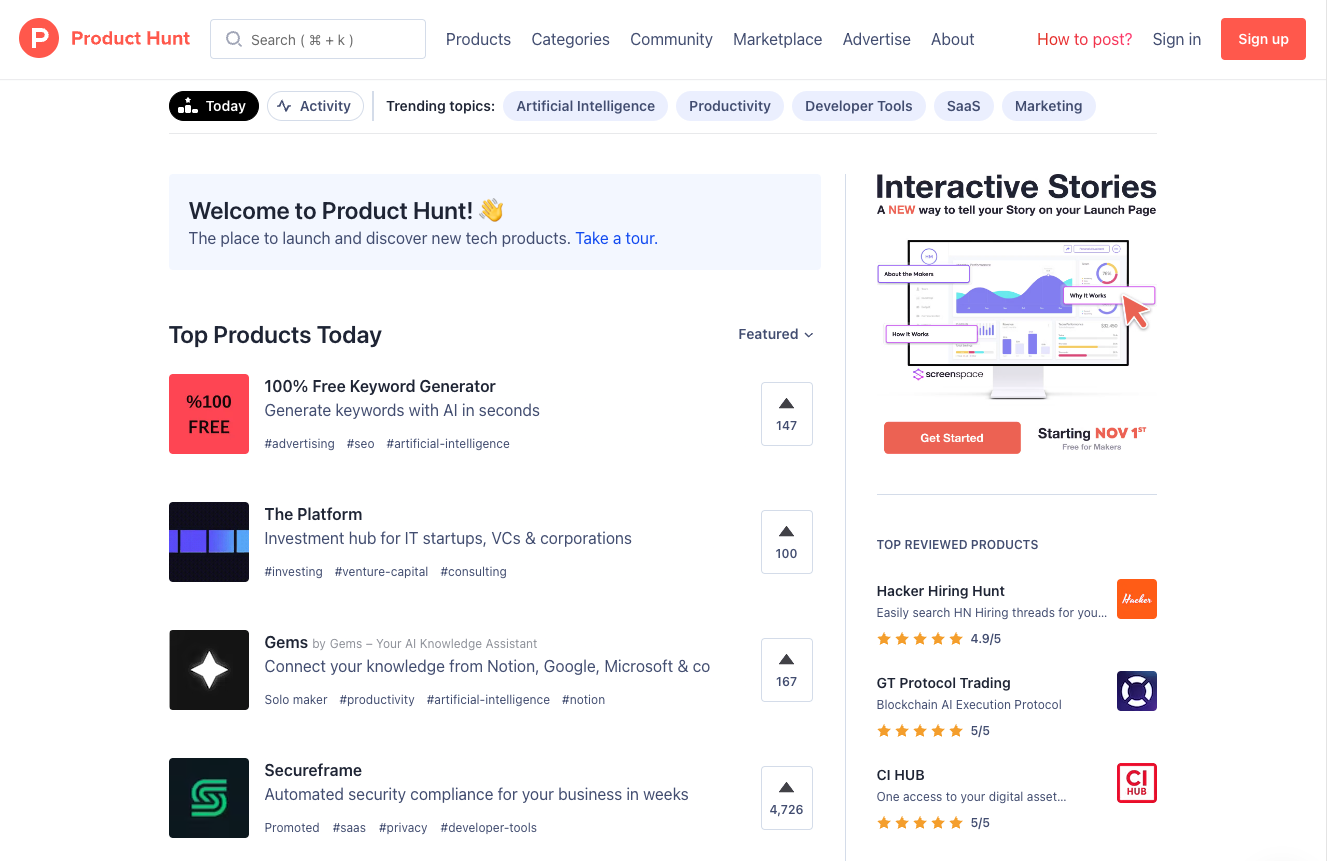 P Product Hunt
Search ( ⌘ + k )
Products Categories Community Marketplace Advertise About
How to post? Sign in Sign up
Today Activity Trending topics: Artificial Intelligence Productivity Developer Tools SaaS Marketing
Welcome to Product Hunt! 👋
The place to launch and discover new tech products. Take a tour.
Top Products Today
Featured
%100
FREE
100% Free Keyword Generator
Generate keywords with AI in seconds
#advertising #seo #artificial-intelligence
147
The Platform
Investment hub for IT startups, VCs & corporations
#investing #venture-capital #consulting
100
Gems by Gems – Your AI Knowledge Assistant
Connect your knowledge from Notion, Google, Microsoft & co
Solo maker #productivity #artificial-intelligence #notion
167
Secureframe
Automated security compliance for your business in weeks
Promoted #saas #privacy #developer-tools
4,726
Interactive Stories
A NEW way to tell your Story on your Launch Page
About the Makers
Why It Works
How It Works
screenspace
Get Started
Starting NOV 1ST
Free for Makers
TOP REVIEWED PRODUCTS
Hacker Hiring Hunt
Easily search HN Hiring threads for you...
4.9/5
Hacker
GT Protocol Trading
Blockchain AI Execution Protocol
5/5
CI HUB
One access to your digital asset...
5/5
CI
HUB